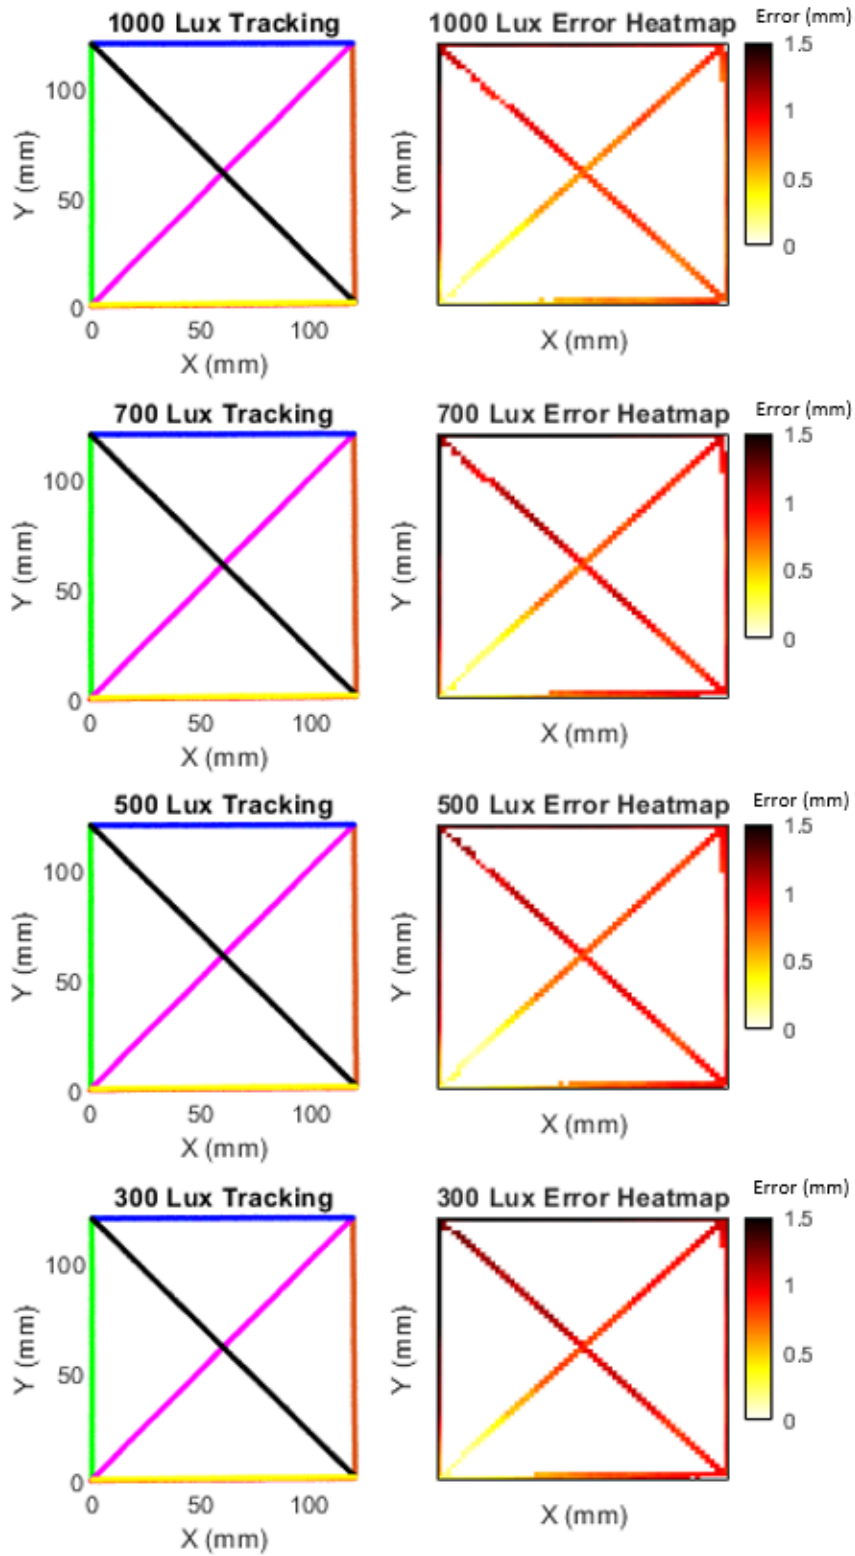 1000 Lux Tracking
1000 Lux Error Heatmap
Error (mm)
100
50
0
Y (mm)
0
50
100
X (mm)
Y (mm)
X (mm)
1.5
1
0.5
0
700 Lux Tracking
700 Lux Error Heatmap
Error (mm)
100
50
0
Y (mm)
0
50
100
X (mm)
Y (mm)
X (mm)
1.5
1
0.5
0
500 Lux Tracking
500 Lux Error Heatmap
Error (mm)
100
50
0
Y (mm)
0
50
100
X (mm)
Y (mm)
X (mm)
1.5
1
0.5
0
300 Lux Tracking
300 Lux Error Heatmap
Error (mm)
100
50
0
Y (mm)
0
50
100
X (mm)
Y (mm)
X (mm)
1.5
1
0.5
0